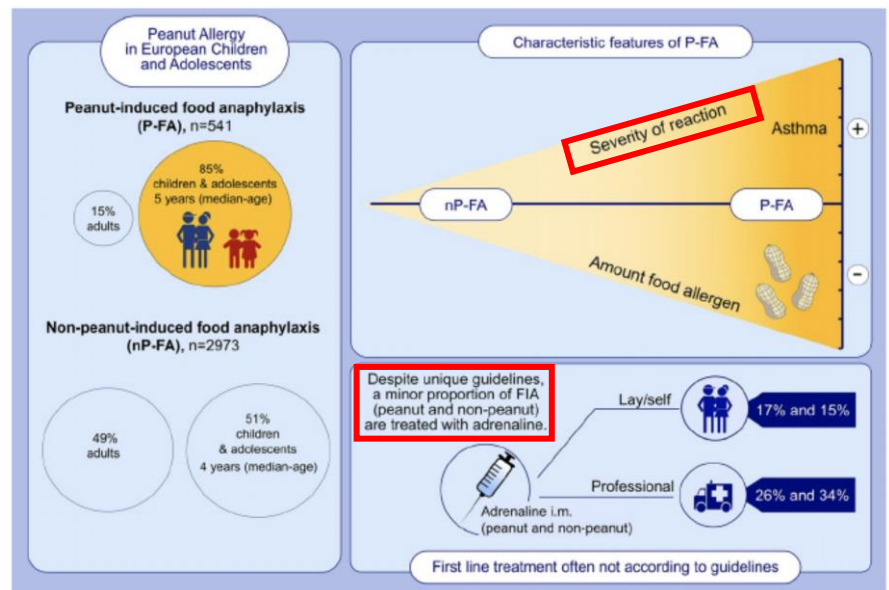 Peanut Allergy
in European Children
and Adolescents
Peanut-induced food anaphylaxis
(P-FA), n=541
15%
adults
85%
children & adolescents
5 years (median-age)
Non-peanut-induced food anaphylaxis
(nP-FA), n=2973
49%
adults
51%
children
& adolescents
4 years (median-age)
Characteristic features of P-FA
Severity of reaction
Asthma
+
nP-FA
P-FA
Amount food allergen
-
Despite unique guidelines,
a minor proportion of FIA
(peanut and non-peanut)
are treated with adrenaline.
Lay/self
17% and 15%
Professional
26% and 34%
Adrenaline i.m.
(peanut and non-peanut)
First line treatment often not according to guidelines